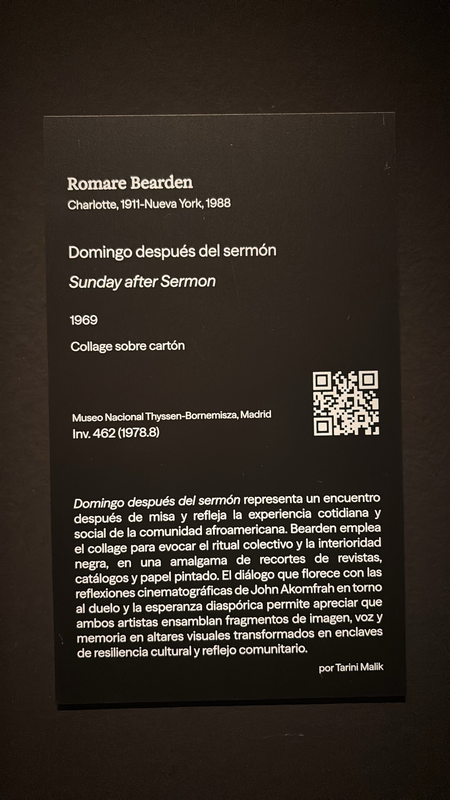 Romare Bearden
Charlotte, 1911-Nueva York, 1988
Domingo después del sermón
Sunday after Sermon
1969
Collage sobre cartón
Museo Nacional Thyssen-Bornemisza, Madrid
Inv. 462 (1978.8)
Domingo después del sermón representa un encuentro
después de misa y refleja la experiencia cotidiana y
social de la comunidad afroamericana. Bearden emplea
el collage para evocar el ritual colectivo y la interioridad
negra, en una amalgama de recortes de revistas,
catálogos y papel pintado. El diálogo que florece con las
reflexiones cinematográficas de John Akomfrah en torno
al duelo y la esperanza diaspórica permite apreciar que
ambos artistas ensamblan fragmentos de imagen, voz y
memoria en altares visuales transformados en enclaves
de resiliencia cultural y reflejo comunitario.
por Tarini Malik